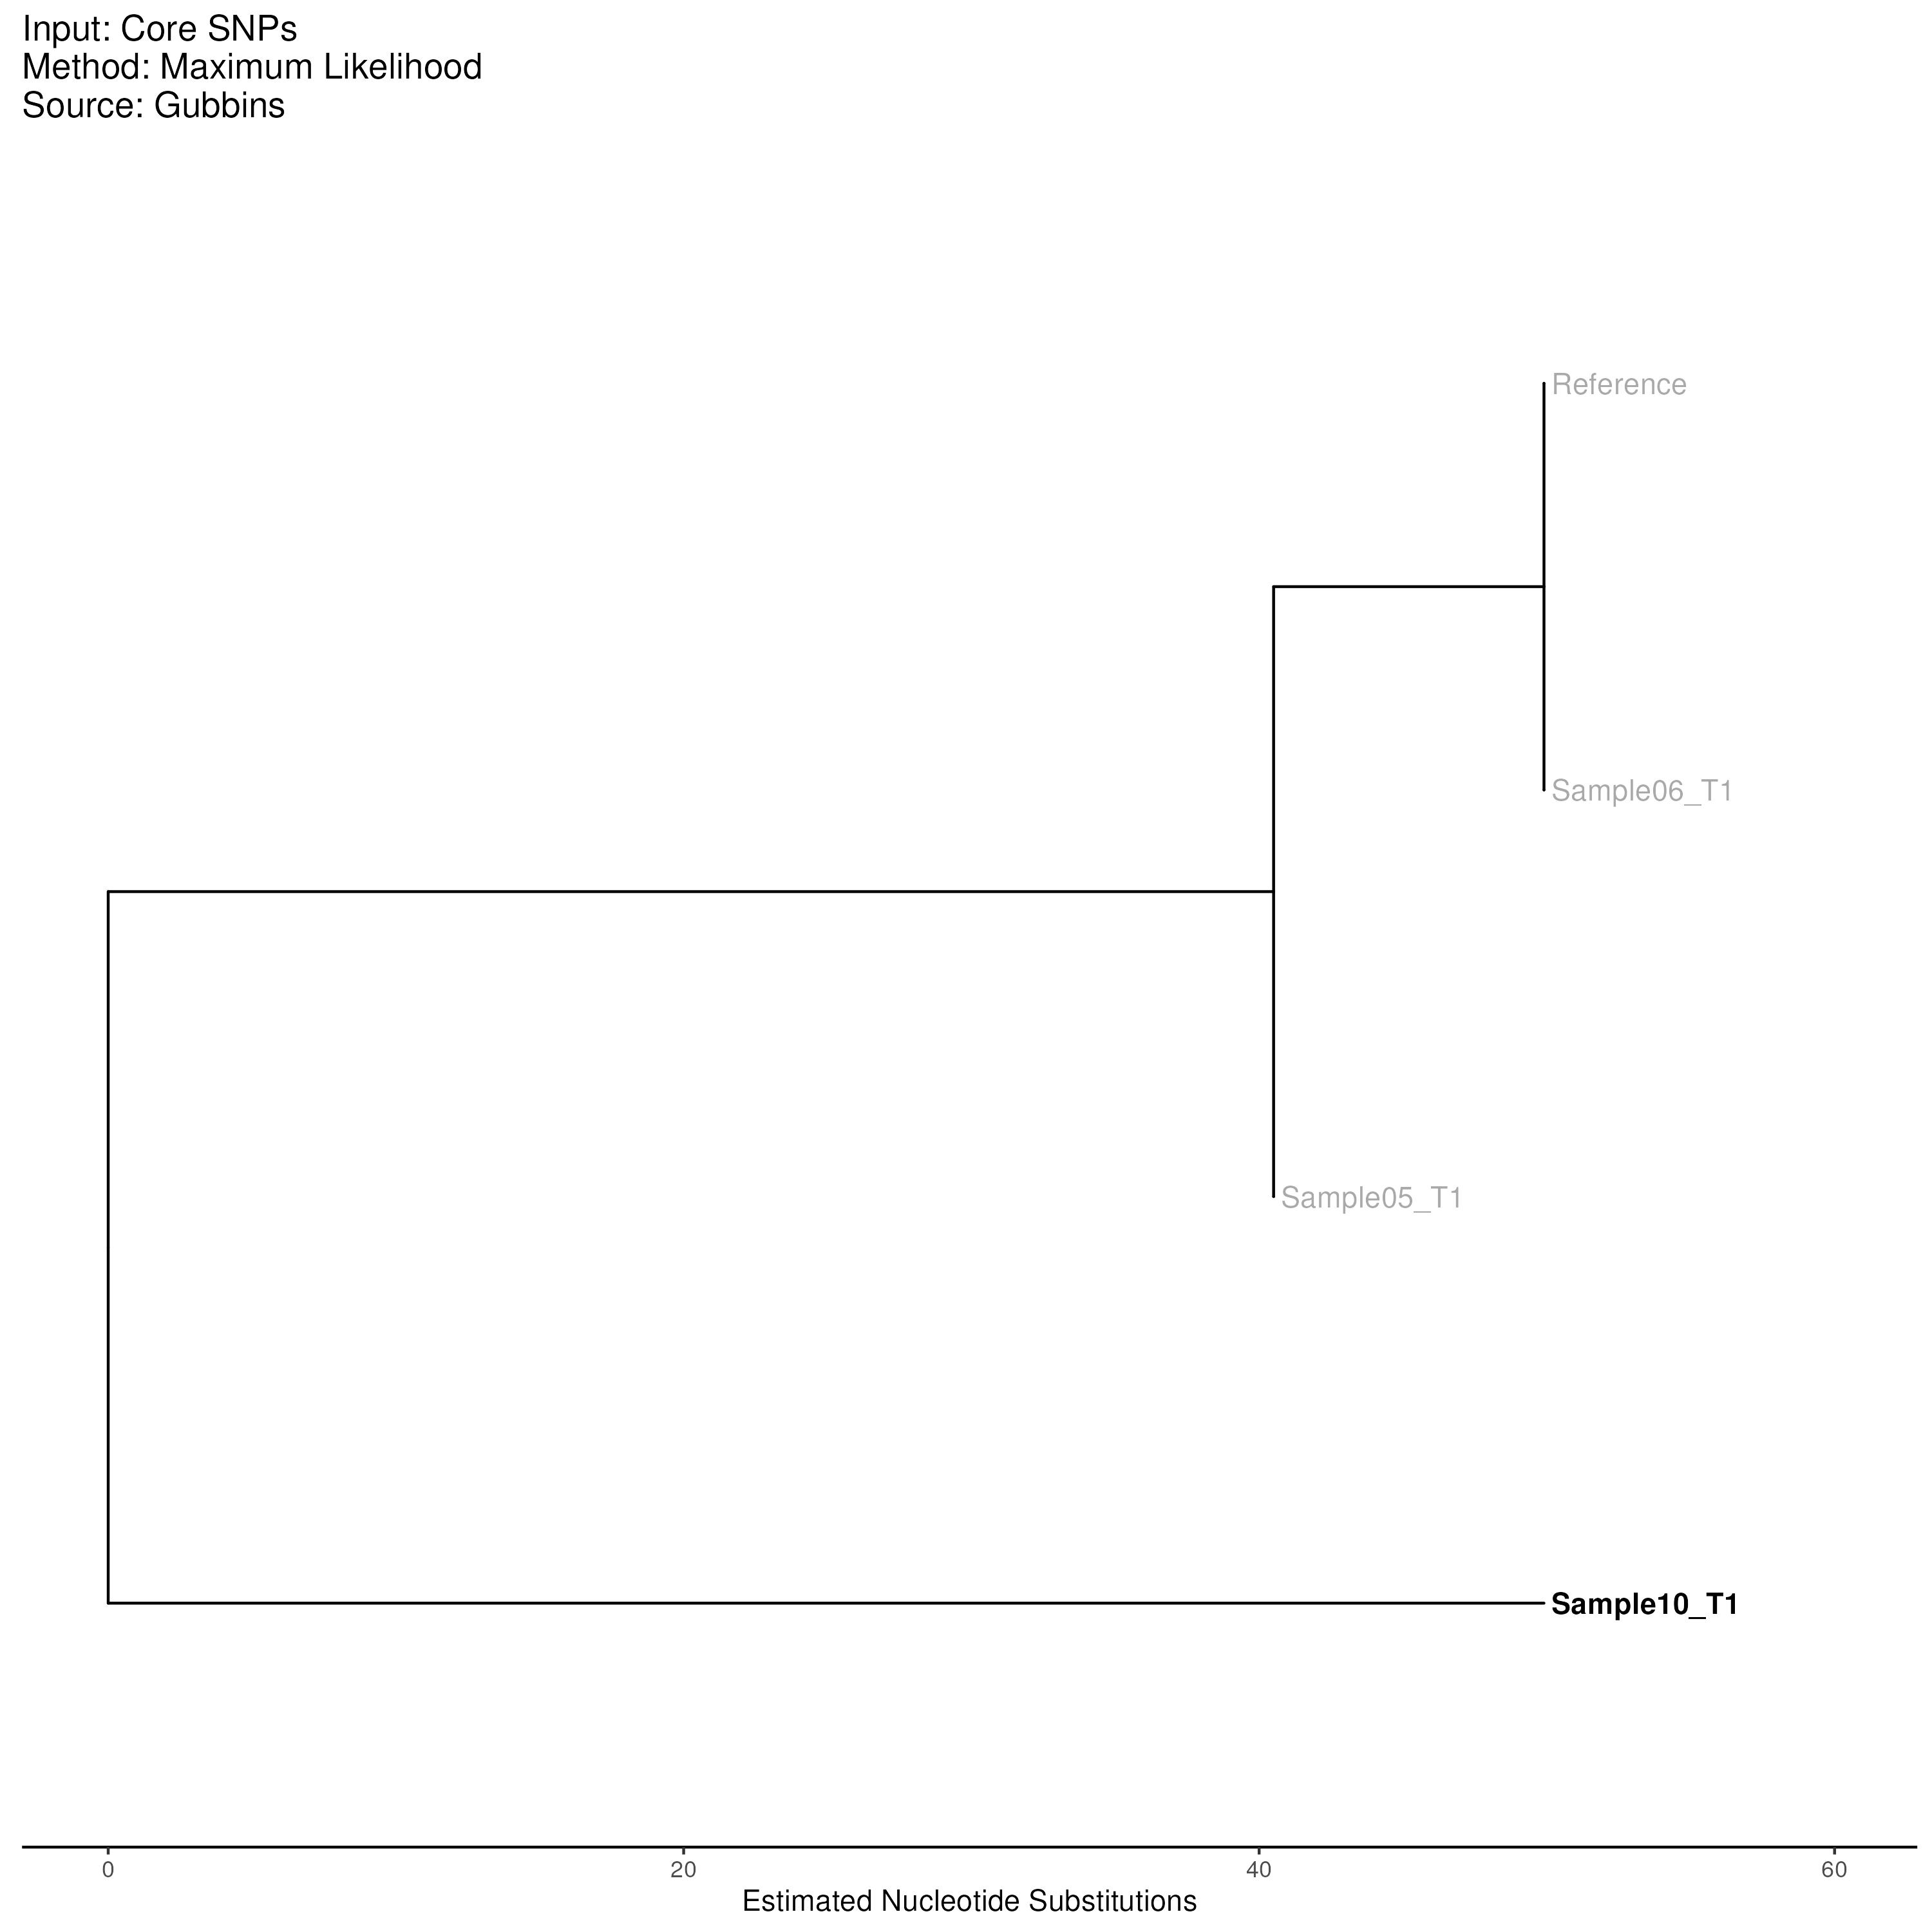 Input: Core SNPs
Method: Maximum Likelihood
Source: Gubbins
Reference
Sample06_T1
Sample05_T1
Sample10_T1
0 20 40 60
Estimated Nucleotide Substitutions